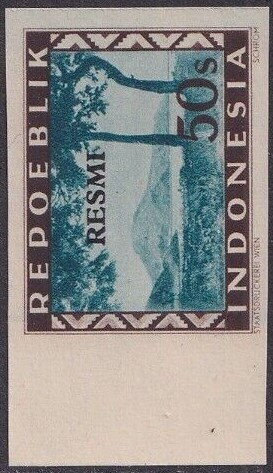 REPOEBLIK
RESMI
50s
INDONESIA
STAATSDRUCKEREI WIEN
SCHROM